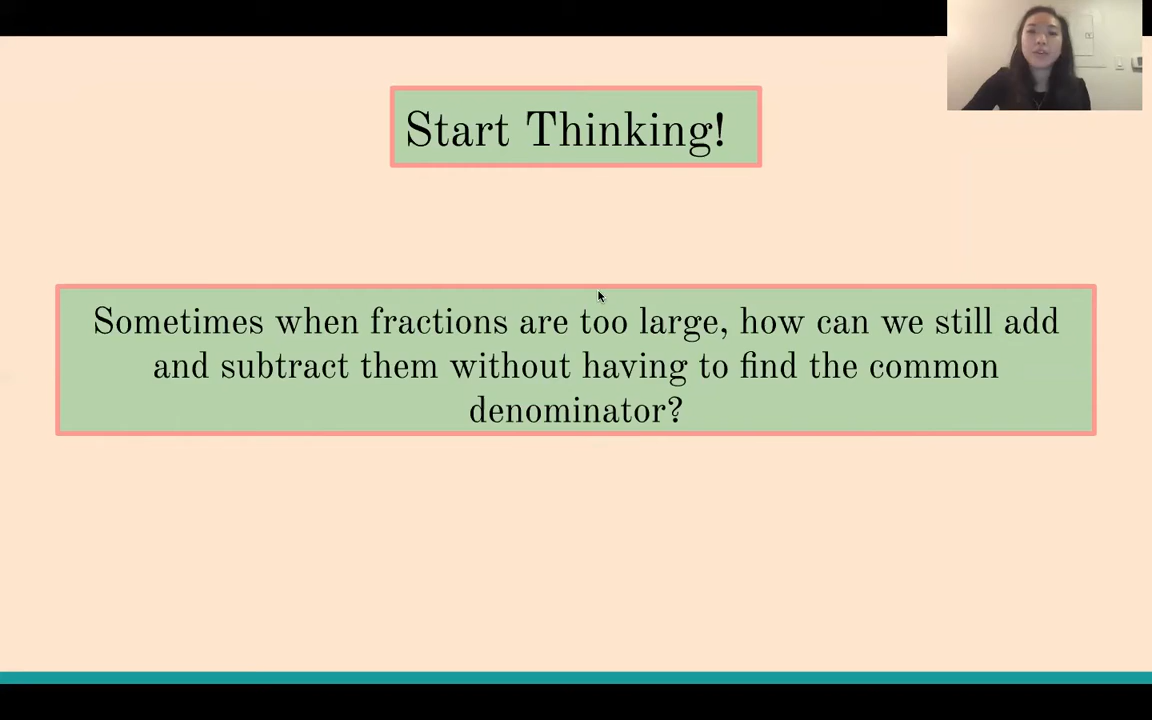 Start Thinking!
Sometimes when fractions are too large, how can we still add
and subtract them without having to find the common
denominator?